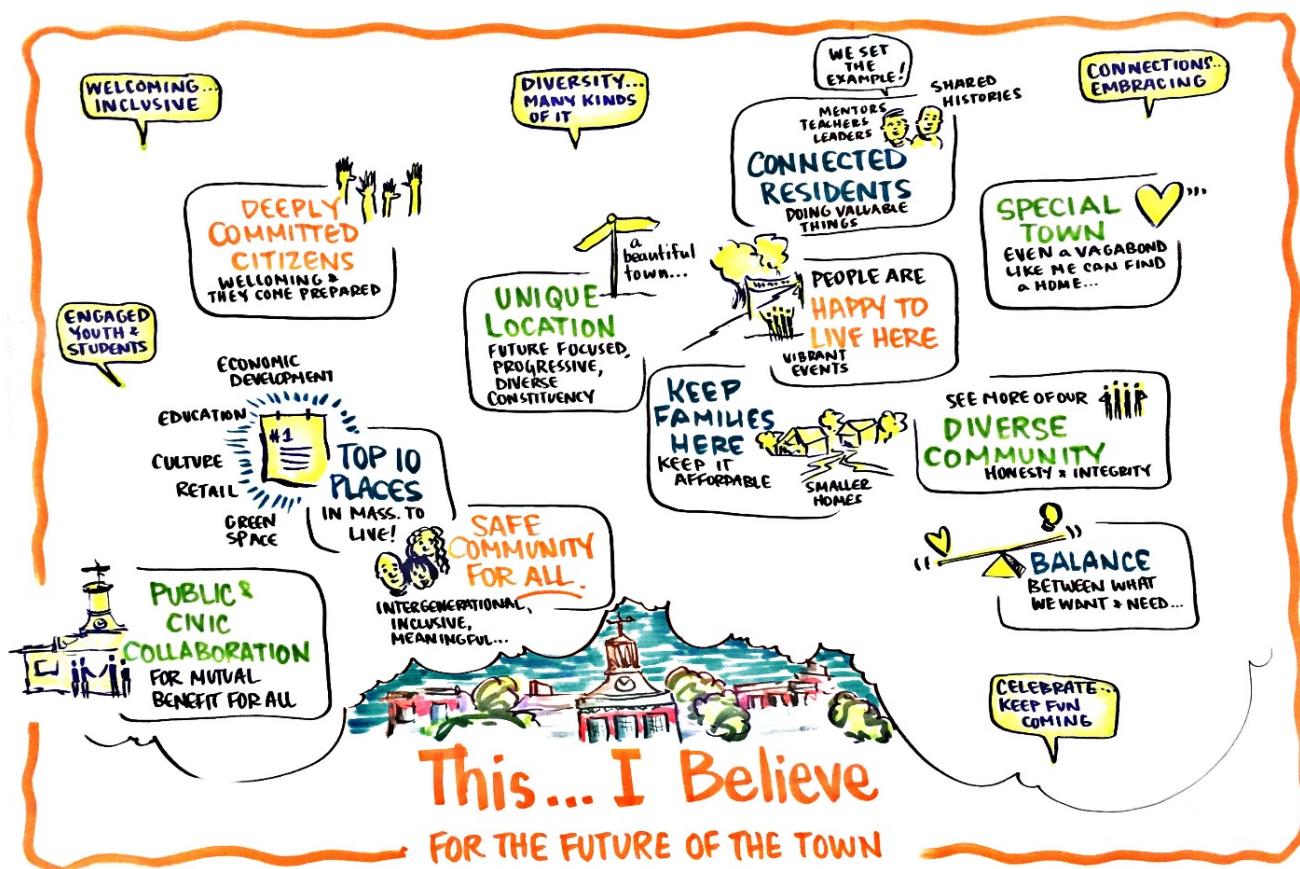 WELCOMING...
INCLUSIVE
DIVERSITY...
MANY KINDS
OF IT
WE SET
THE
EXAMPLE!
CONNECTIONS...
EMBRACING
MENTORS
TEACHERS
LEADERS
SHARED
HISTORIES
CONNECTED
RESIDENTS
DOING VALUABLE
THINGS
DEEPLY
COMMITTED
CITIZENS
WELCOMING &
THEY COME PREPARED
a
beautiful
town...
UNIQUE
LOCATION
FUTURE FOCUSED,
PROGRESSIVE,
DIVERSE
CONSTITUENCY
PEOPLE ARE
HAPPY TO
LIVE HERE
VIBRANT
EVENTS
SPECIAL
TOWN
EVEN a VAGABOND
LIKE ME CAN FIND
a HOME...
ENGAGED
YOUTH &
STUDENTS
ECONOMIC
DEVELOPMENT
EDUCATION
CULTURE
RETAIL
GREEN
SPACE
#1
TOP 10
PLACES
IN MASS. TO
LIVE!
KEEP
FAMILIES
HERE
KEEP IT
AFFORDABLE
SMALLER
HOMES
SEE MORE OF OUR
DIVERSE
COMMUNITY
HONESTY & INTEGRITY
SAFE
COMMUNITY
FOR ALL.
INTERGENERATIONAL,
INCLUSIVE,
MEANINGFUL...
BALANCE
BETWEEN WHAT
WE WANT & NEED...
PUBLIC &
CIVIC
COLLABORATION
FOR MUTUAL
BENEFIT FOR ALL
CELEBRATE...
KEEP FUN
COMING
This... I Believe
FOR THE FUTURE OF THE TOWN